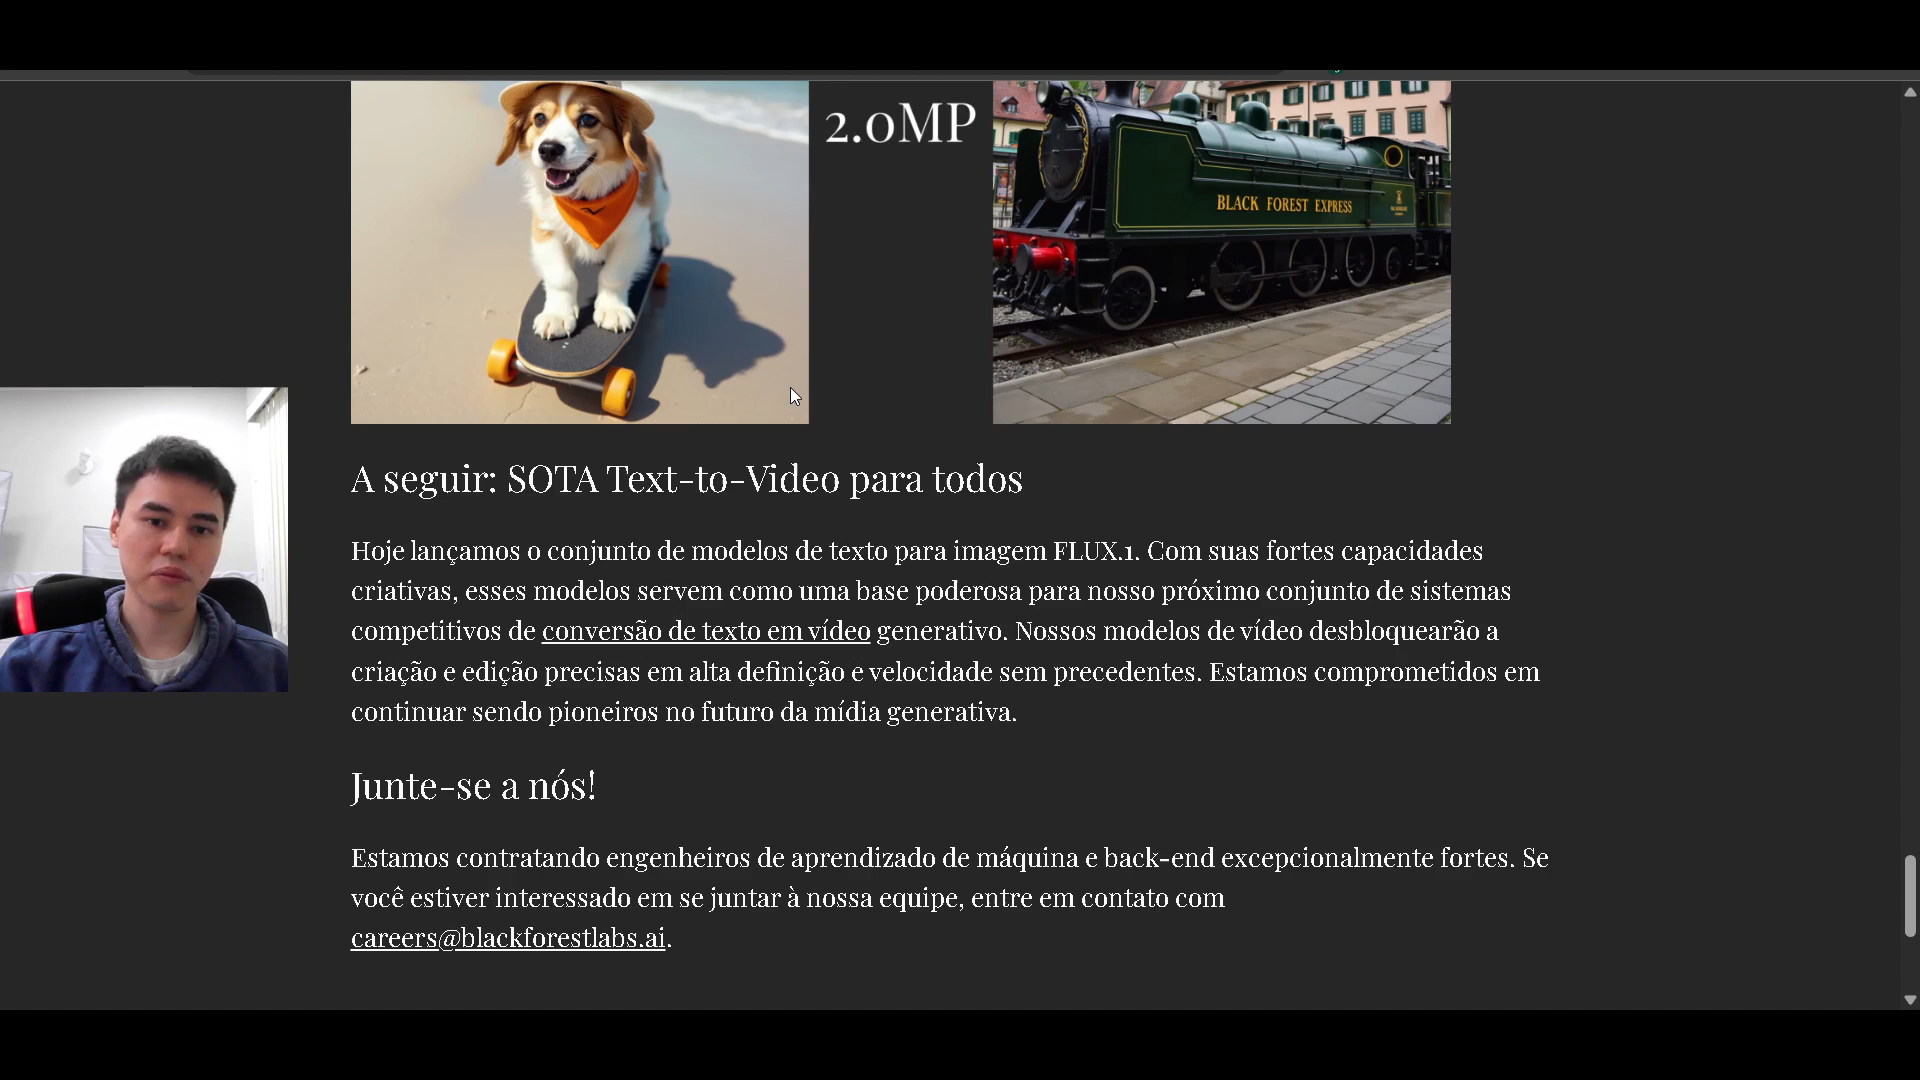 2.0MP
BLACK FOREST EXPRESS
A seguir: SOTA Text-to-Video para todos
Hoje lançamos o conjunto de modelos de texto para imagem FLUX.1. Com suas fortes capacidades
criativas, esses modelos servem como uma base poderosa para nosso próximo conjunto de sistemas
competitivos de conversão de texto em vídeo generativo. Nossos modelos de vídeo desbloquearão a
criação e edição precisas em alta definição e velocidade sem precedentes. Estamos comprometidos em
continuar sendo pioneiros no futuro da mídia generativa.
Junte-se a nós!
Estamos contratando engenheiros de aprendizado de máquina e back-end excepcionalmente fortes. Se
você estiver interessado em se juntar à nossa equipe, entre em contato com
careers@blackforestlabs.ai.